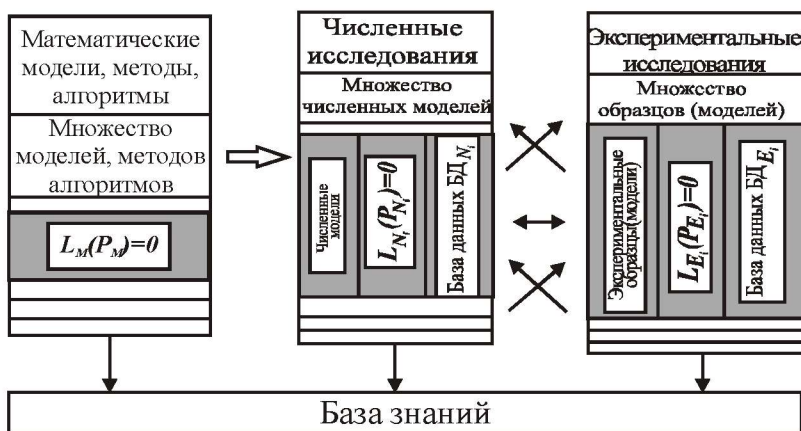 Математические
модели, методы,
алгоритмы
Множество
моделей, методов
алгоритмов
L_M(P_M)=0
Численные
исследования
Множество
численных моделей
Численные
модели
L_{N_i}(P_{N_i})=0
База данных БД_{N_i}
Экспериментальные
исследования
Множество
образцов (моделей)
Экспериментальные
образцы(модели)
L_{E_i}(P_{E_i})=0
База данных БД_{E_i}
База знаний